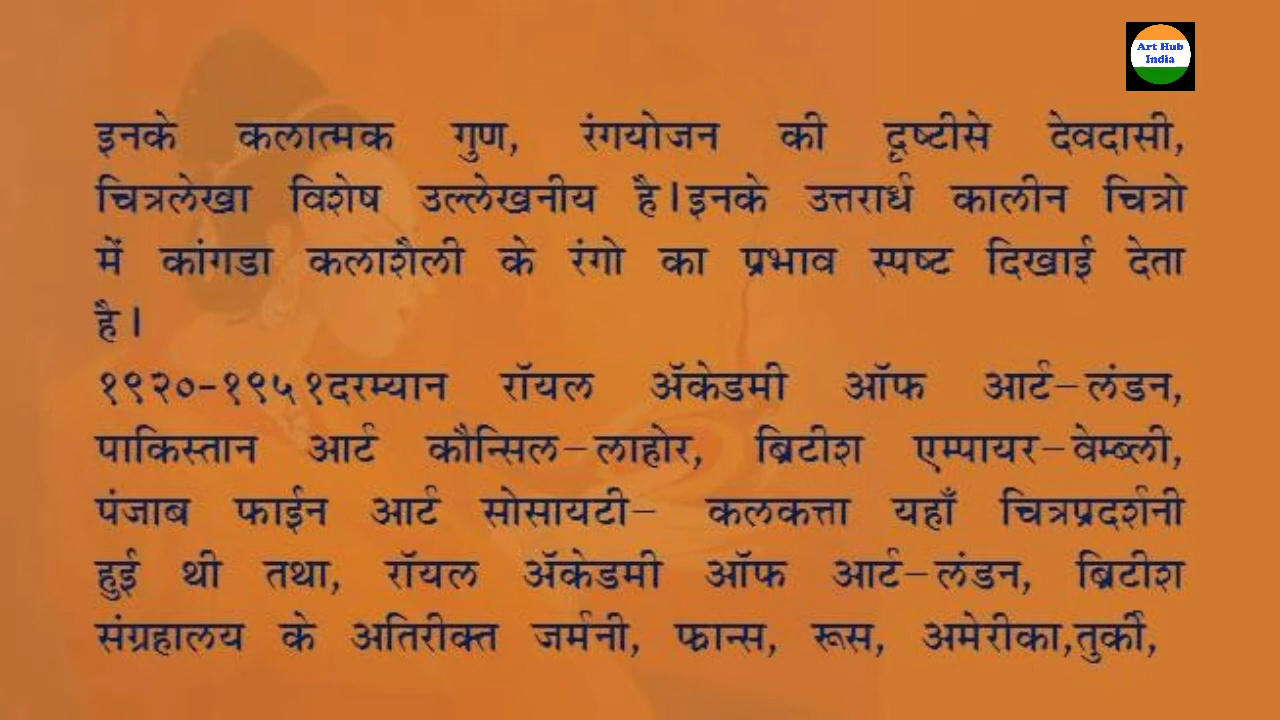 Art Hub
India
इनके कलात्मक गुण, रंगयोजन की दृष्टीसे देवदासी,
चित्रलेखा विशेष उल्लेखनीय है।इनके उत्तरार्ध कालीन चित्रो
में कांगडा कलाशैली के रंगो का प्रभाव स्पष्ट दिखाई देता
है।
१९२०-१९५१दरम्यान रॉयल ॲकेडमी ऑफ आर्ट-लंडन,
पाकिस्तान आर्ट कौन्सिल-लाहोर, ब्रिटीश एम्पायर-वेम्ब्ली,
पंजाब फाईन आर्ट सोसायटी- कलकत्ता यहाँ चित्रप्रदर्शनी
हुई थी तथा, रॉयल ॲकेडमी ऑफ आर्ट-लंडन, ब्रिटीश
संग्रहालय के अतिरीक्त जर्मनी, फ्रान्स, रूस, अमेरीका,तुर्की,